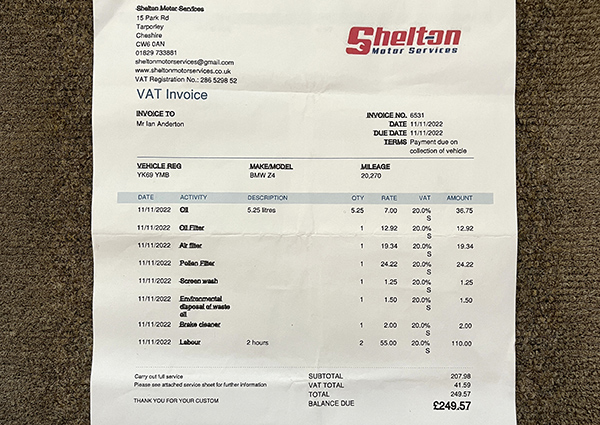 Shelton Motor Services
15 Park Rd
Tarporley
Cheshire
CW6 0AN
01829 733881
sheltonmotorservices@gmail.com
www.sheltonmotorservices.co.uk
VAT Registration No.: 286 5298 52
Shelton
Motor Services
VAT Invoice
INVOICE TO
Mr Ian Anderton
INVOICE NO. 6531
DATE 11/11/2022
DUE DATE 11/11/2022
TERMS Payment due on
collection of vehicle
VEHICLE REG MAKE/MODEL MILEAGE
YK69 YMB BMW Z4 20,270
DATE ACTIVITY DESCRIPTION QTY RATE VAT AMOUNT
11/11/2022 Oil 5.25 litres 5.25 7.00 20.0% 36.75
S
11/11/2022 Oil Filter 1 12.92 20.0% 12.92
S
11/11/2022 Air filter 1 19.34 20.0% 19.34
S
11/11/2022 Pollen Filter 1 24.22 20.0% 24.22
S
11/11/2022 Screen wash 1 1.25 20.0% 1.25
S
11/11/2022 Environmental 1 1.50 20.0% 1.50
disposal of waste S
oil
11/11/2022 Brake cleaner 1 2.00 20.0% 2.00
S
11/11/2022 Labour 2 hours 2 55.00 20.0% 110.00
S
Carry out full service SUBTOTAL 207.98
Please see attached service sheet for further information VAT TOTAL 41.59
TOTAL 249.57
THANK YOU FOR YOUR CUSTOM BALANCE DUE £249.57